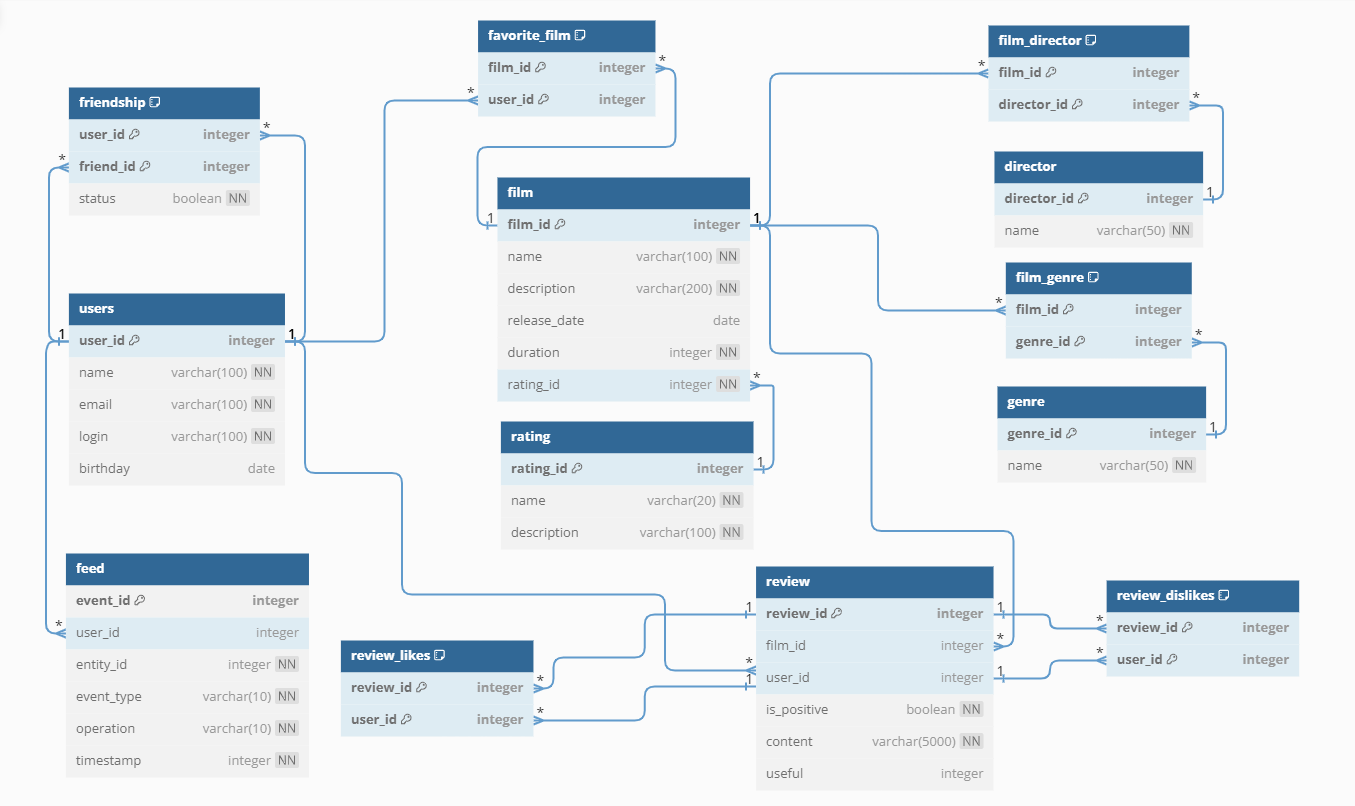 favorite_film
film_id integer
user_id integer
film_director
film_id integer
director_id integer
friendship
user_id integer
friend_id integer
status boolean NN
director
director_id integer
name varchar(50) NN
film
film_id integer
name varchar(100) NN
description varchar(200) NN
release_date date
duration integer NN
rating_id integer NN
film_genre
film_id integer
genre_id integer
users
user_id integer
name varchar(100) NN
email varchar(100) NN
login varchar(100) NN
birthday date
genre
genre_id integer
name varchar(50) NN
rating
rating_id integer
name varchar(20) NN
description varchar(100) NN
feed
event_id integer
user_id integer
entity_id integer NN
event_type varchar(10) NN
operation varchar(10) NN
timestamp integer NN
review_likes
review_id integer
user_id integer
review
review_id integer
film_id integer
user_id integer
is_positive boolean NN
content varchar(5000) NN
useful integer
review_dislikes
review_id integer
user_id integer
*
*
*
*
*
*
1
1
1
1
1
*
*
1
*
1
1
*
1
*
1
*
1
*
*
1
*
*